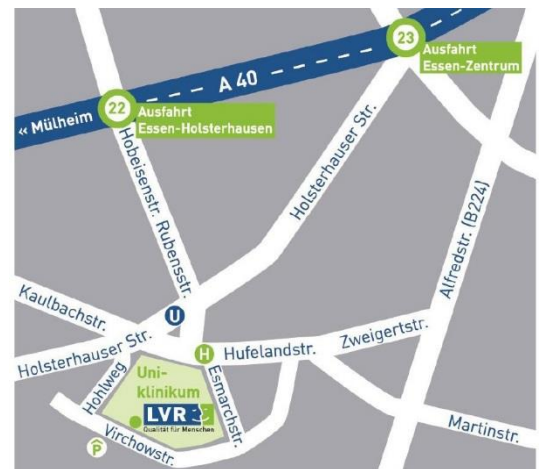 23
Ausfahrt
Essen-Zentrum
A 40
22
Ausfahrt
Essen-Holsterhausen
« Mülheim
Hobeisenstr. Rubensstr.
Holsterhauser Str.
Alfredstr. (B224)
Kaulbachstr.
U
Zweigertstr.
Holsterhauser Str.
H
Hufelandstr.
Uni-
klinikum
Hohlweg
Esmarchstr.
LVR
Qualität für Menschen
Martinstr.
Virchowstr.
P